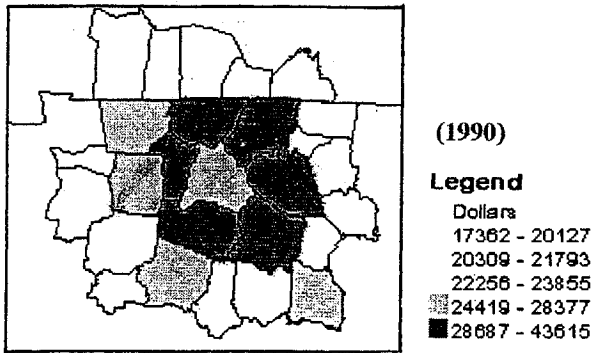 (1990)
Legend
Dollars
17362 - 20127
20309 - 21793
22256 - 23855
24419 - 28377
28687 - 43615